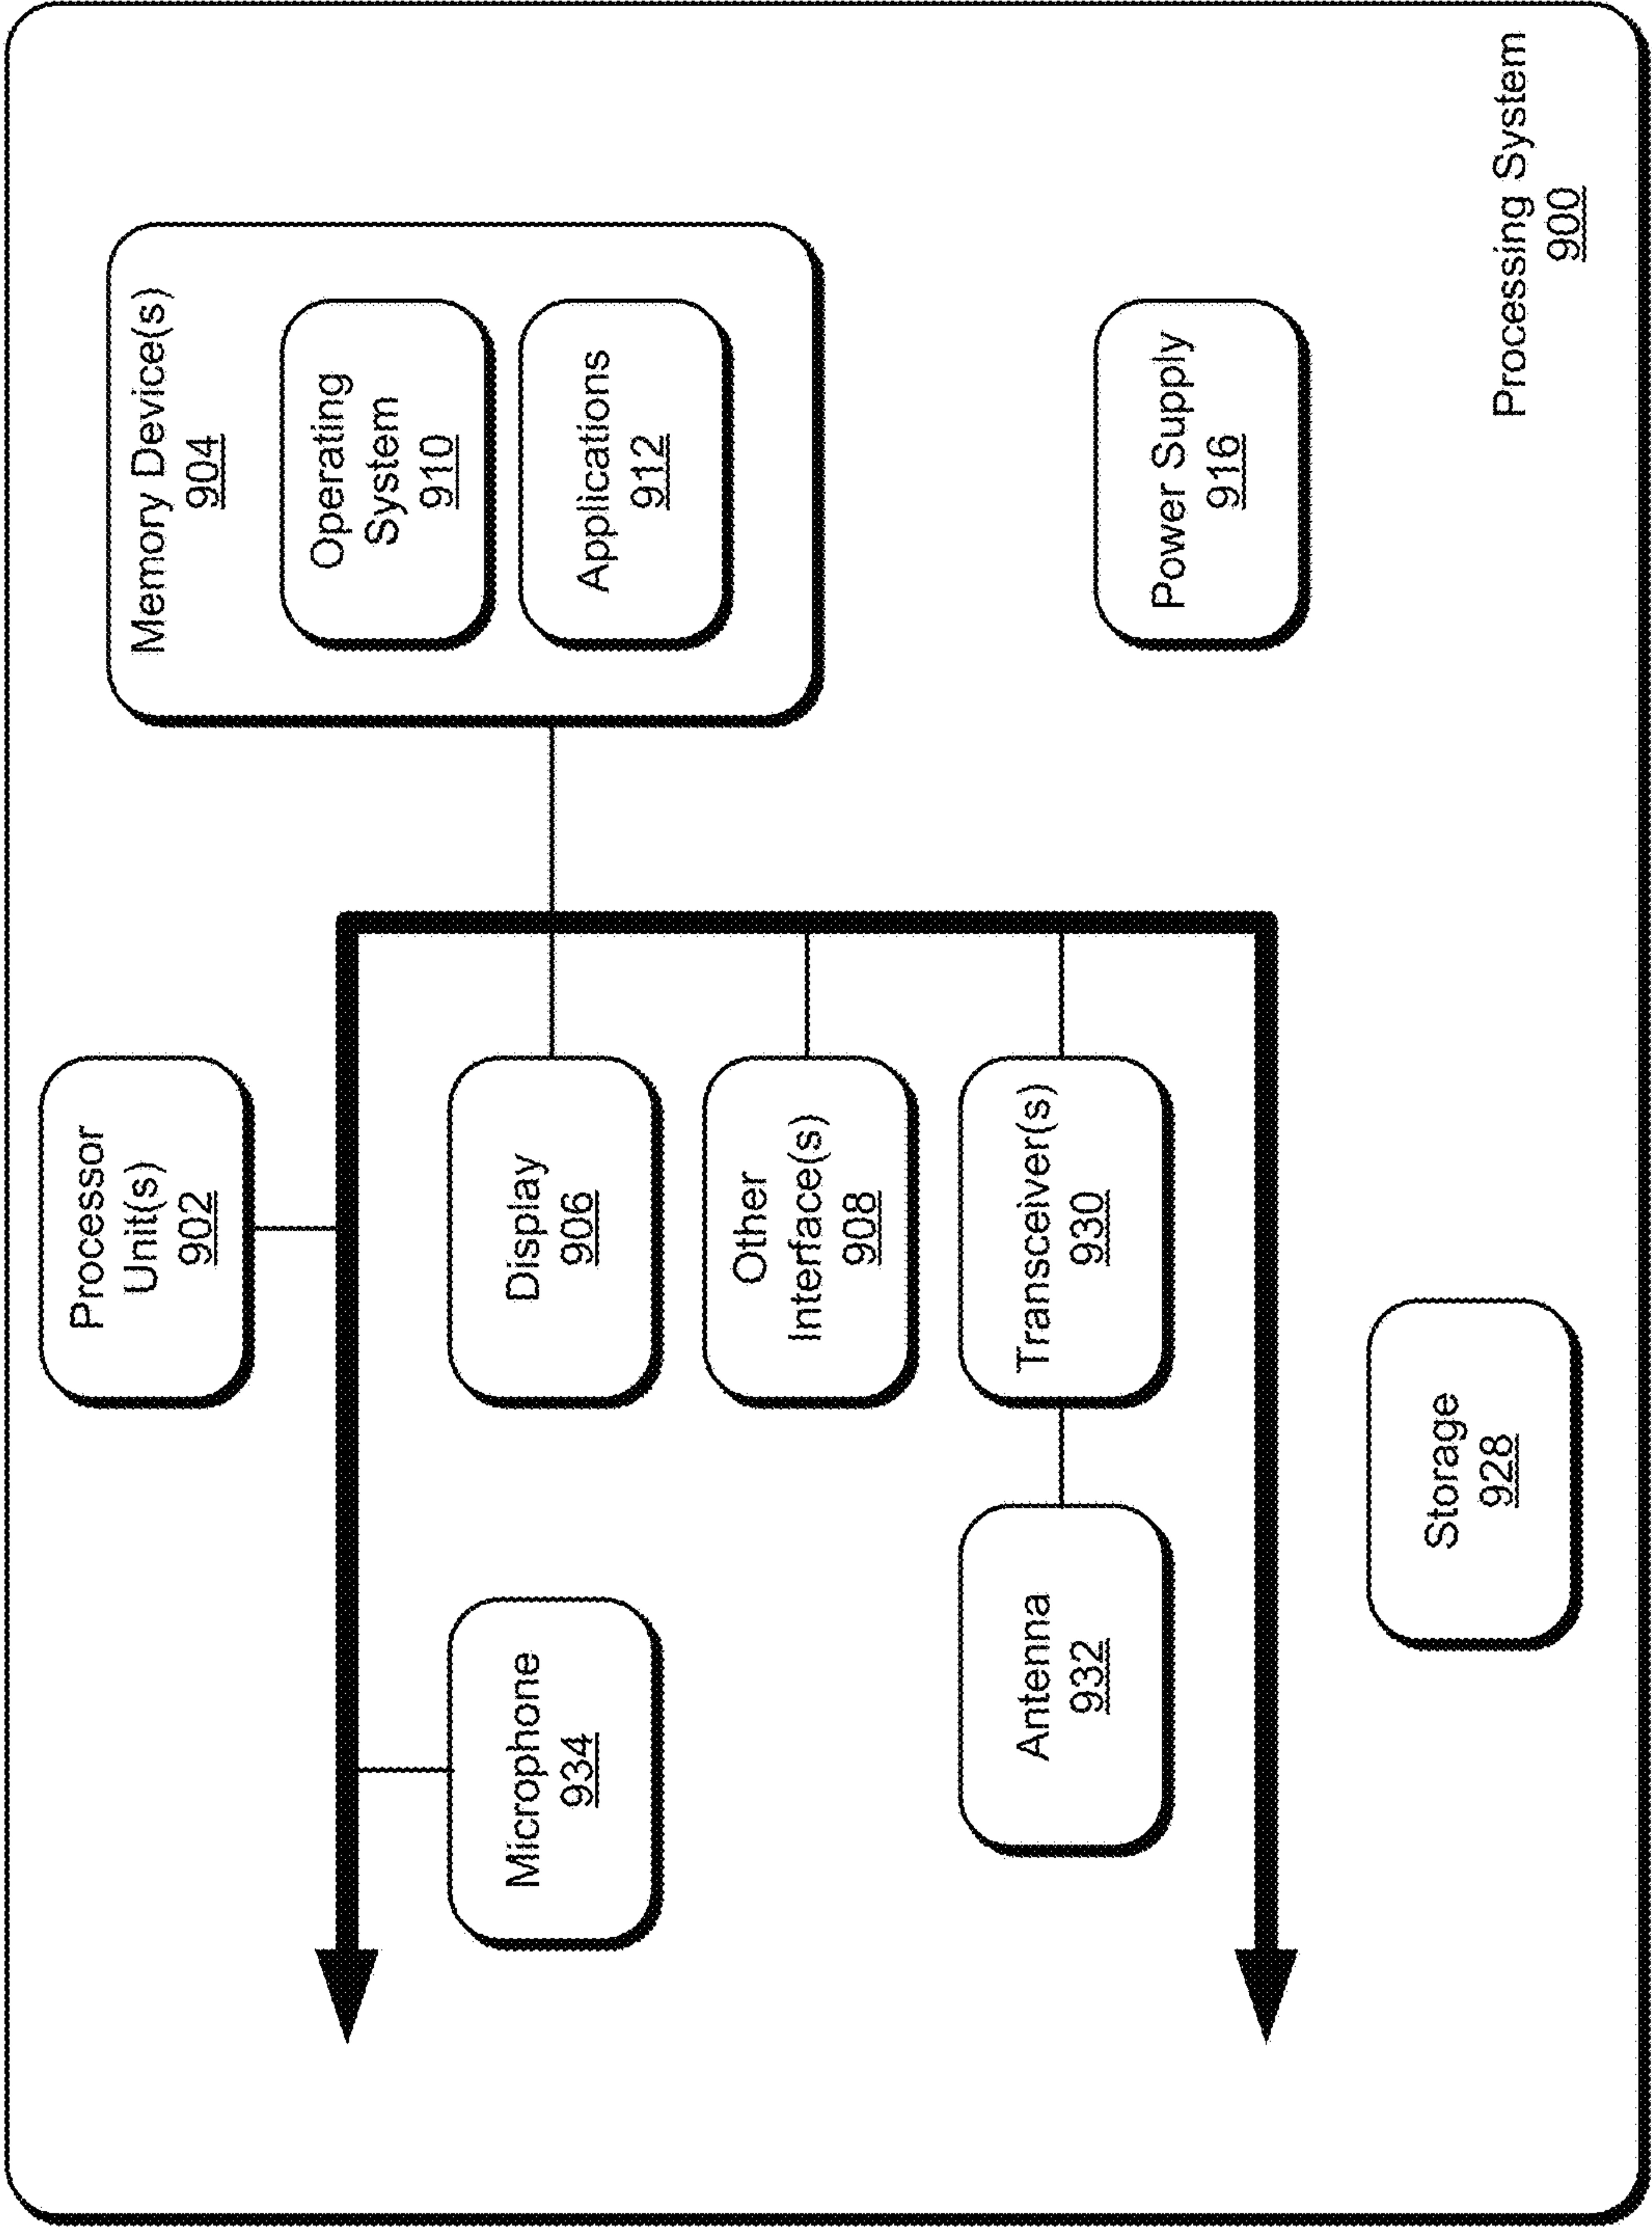 Processor
Unit(s)
902
Memory Device(s)
904
Operating
System
910
Applications
912
Microphone
934
Display
906
Other
Interface(s)
908
Antenna
932
Transceiver(s)
930
Power Supply
916
Storage
928
Processing System
900